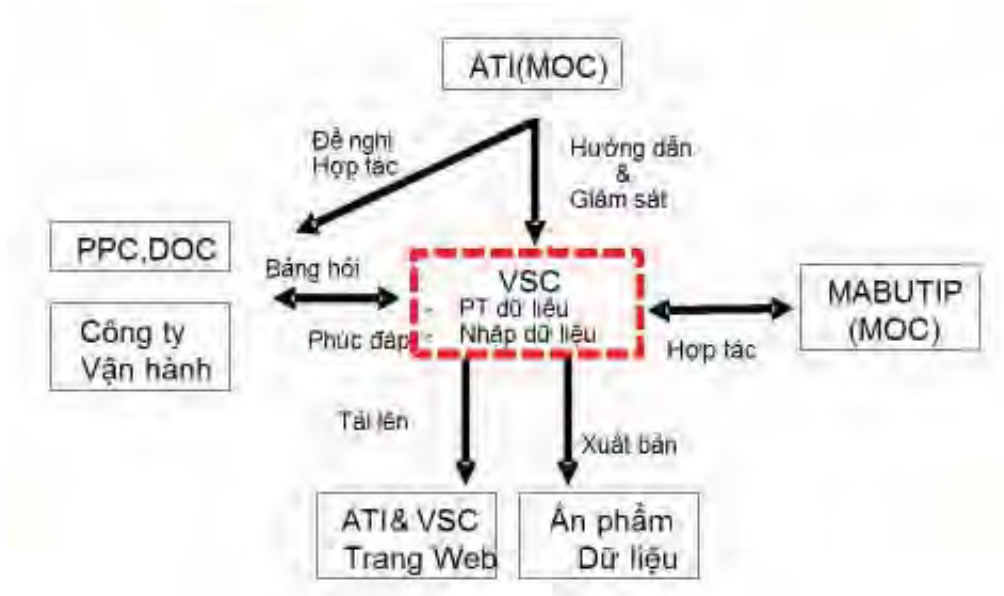 ATI(MOC)
Đề nghị
Hợp tác
Hướng dẫn
&
Giám sát
PPC,DOC
Bảng hỏi
VSC
- PT dữ liệu
- Nhập dữ liệu
MABUTIP
(MOC)
Công ty
Vận hành
Phúc đáp
Hợp tác
Tải lên
Xuất bản
ATI& VSC
Trang Web
Ấn phẩm
Dữ liệu